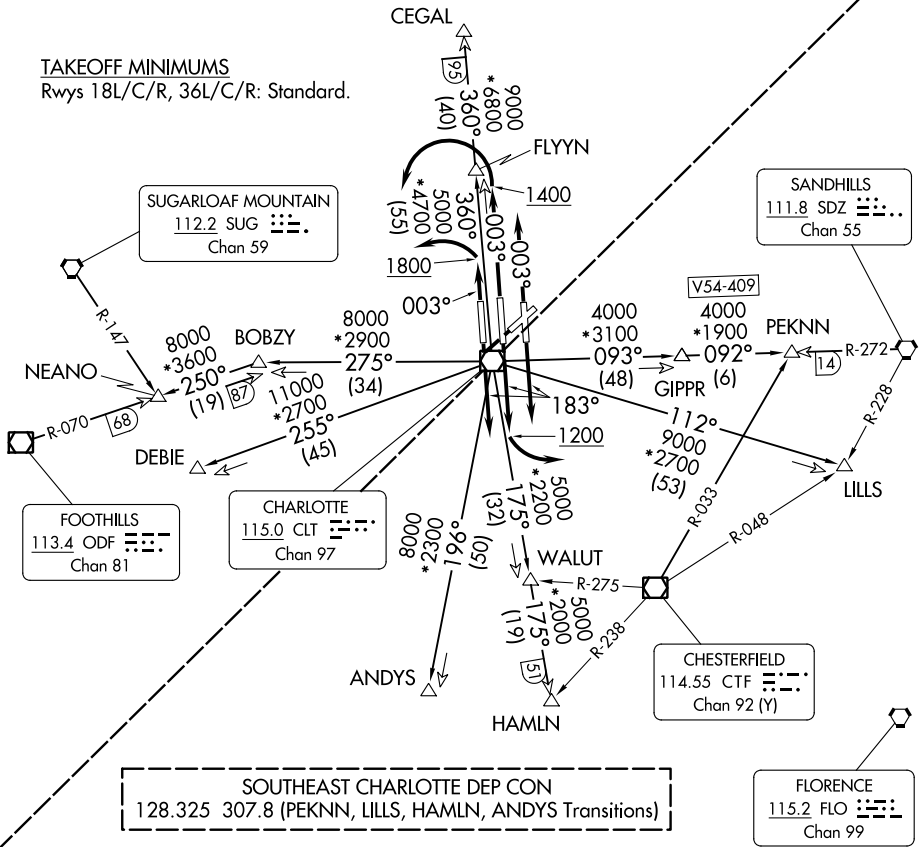 CEGAL
TAKEOFF MINIMUMS
Rwys 18L/C/R, 36L/C/R: Standard.
95
360°
(40)
9000
*6800
FLYYN
1400
SUGARLOAF MOUNTAIN
112.2 SUG
Chan 59
SANDHILLS
111.8 SDZ
Chan 55
360°
5000
*4700
(55)
003°
003°
1800
003°
R-147
8000
*3600
250°
(19)
BOBZY
87
8000
*2900
275°
(34)
4000
*3100
093°
(48)
V54-409
4000
*1900
092°
(6)
PEKNN
14
R-272
GIPPR
NEANO
R-070
68
11000
*2700
255°
(45)
DEBIE
183°
1200
112°
9000
*2700
(53)
R-228
LILLS
FOOTHILLS
113.4 ODF
Chan 81
CHARLOTTE
115.0 CLT
Chan 97
196°
(50)
8000
*2300
175°
(32)
5000
*2200
R-033
R-048
WALUT
R-275
175°
(19)
5000
*2000
51
R-238
ANDYS
HAMLN
CHESTERFIELD
114.55 CTF
Chan 92 (Y)
SOUTHEAST CHARLOTTE DEP CON
128.325 307.8 (PEKNN, LILLS, HAMLN, ANDYS Transitions)
FLORENCE
115.2 FLO
Chan 99